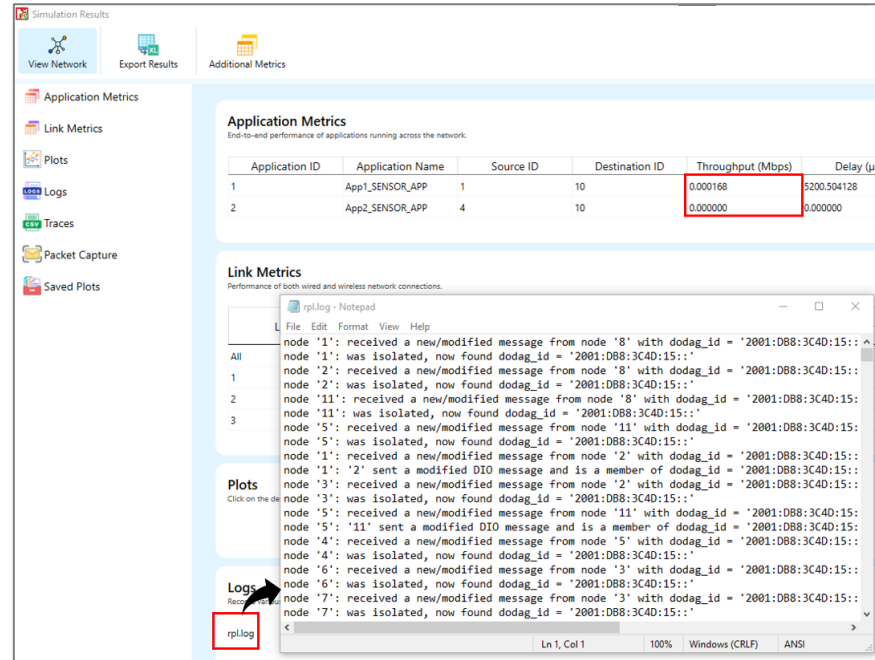 Simulation Results
View Network
Export Results
Additional Metrics
Application Metrics
Link Metrics
Plots
Logs
Traces
Packet Capture
Saved Plots
Application Metrics
End-to-end performance of applications running across the network.
Application ID Application Name Source ID Destination ID Throughput (Mbps) Delay (µ
1 App1_SENSOR_APP 1 10 0.000168 5200.504128
2 App2_SENSOR_APP 4 10 0.000000 0.000000
Link Metrics
Performance of both wired and wireless network connections.
L
All
1
2
3
Plots
Click on the de
Logs
rpl.log
rpl.log - Notepad
File Edit Format View Help
node '1': received a new/modified message from node '8' with dodag_id = '2001:DB8:3C4D:15::
node '1': was isolated, now found dodag_id = '2001:DB8:3C4D:15::'
node '2': received a new/modified message from node '8' with dodag_id = '2001:DB8:3C4D:15:
node '2': was isolated, now found dodag_id = '2001:DB8:3C4D:15::'
node '11': received a new/modified message from node '8' with dodag_id = '2001:DB8:3C4D:15:
node '11': was isolated, now found dodag_id = '2001:DB8:3C4D:15::'
node '5': received a new/modified message from node '11' with dodag_id = '2001:DB8:3C4D:15:
node '5': was isolated, now found dodag_id = '2001:DB8:3C4D:15::'
node '1': received a new/modified message from node '2' with dodag_id = '2001:DB8:3C4D:15::
node '1': '2' sent a modified DIO message and is a member of dodag_id = '2001:DB8:3C4D:15:
node '3': received a new/modified message from node '2' with dodag_id = '2001:DB8:3C4D:15::
node '3': was isolated, now found dodag_id = '2001:DB8:3C4D:15::'
node '5': received a new/modified message from node '11' with dodag_id = '2001:DB8:3C4D:15:
node '5': '11' sent a modified DIO message and is a member of dodag_id = '2001:DB8:3C4D:15:
node '4': received a new/modified message from node '5' with dodag_id = '2001:DB8:3C4D:15::
node '4': was isolated, now found dodag_id = '2001:DB8:3C4D:15::'
node '6': received a new/modified message from node '3' with dodag_id = '2001:DB8:3C4D:15::
node '6': was isolated, now found dodag_id = '2001:DB8:3C4D:15::'
node '7': received a new/modified message from node '3' with dodag_id = '2001:DB8:3C4D:15::
node '7': was isolated, now found dodag_id = '2001:DB8:3C4D:15::'
Ln 1, Col 1 100% Windows (CRLF) ANSI